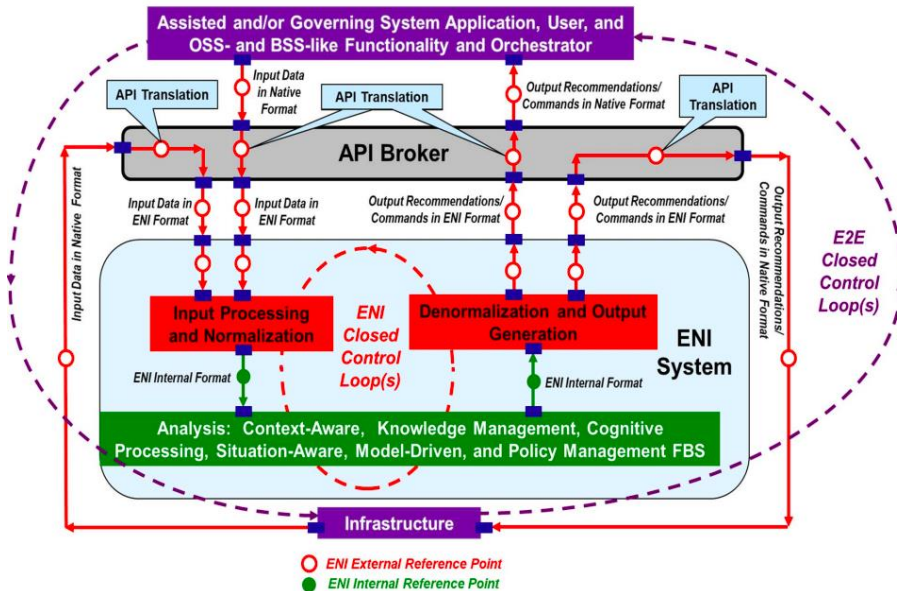 Assisted and/or Governing System Application, User, and
OSS- and BSS-like Functionality and Orchestrator
API Translation
Input Data
in Native
Format
API Translation
Output Recommendations/
Commands in Native Format
API
Translation
API Broker
Input Data in Native Format
Input Data in
ENI Format
Input Data in
ENI Format
Output Recommendations/
Commands in ENI Format
Output Recommendations/
Commands in ENI Format
Output Recommendations/
Commands in Native Format
E2E
Closed
Control
Loop(s)
Input Processing
and Normalization
ENI
Closed
Control
Loop(s)
Denormalization and Output
Generation
ENI
System
ENI Internal Format
ENI Internal Format
Analysis: Context-Aware, Knowledge Management, Cognitive
Processing, Situation-Aware, Model-Driven, and Policy Management FBS
Infrastructure
ENI External Reference Point
ENI Internal Reference Point